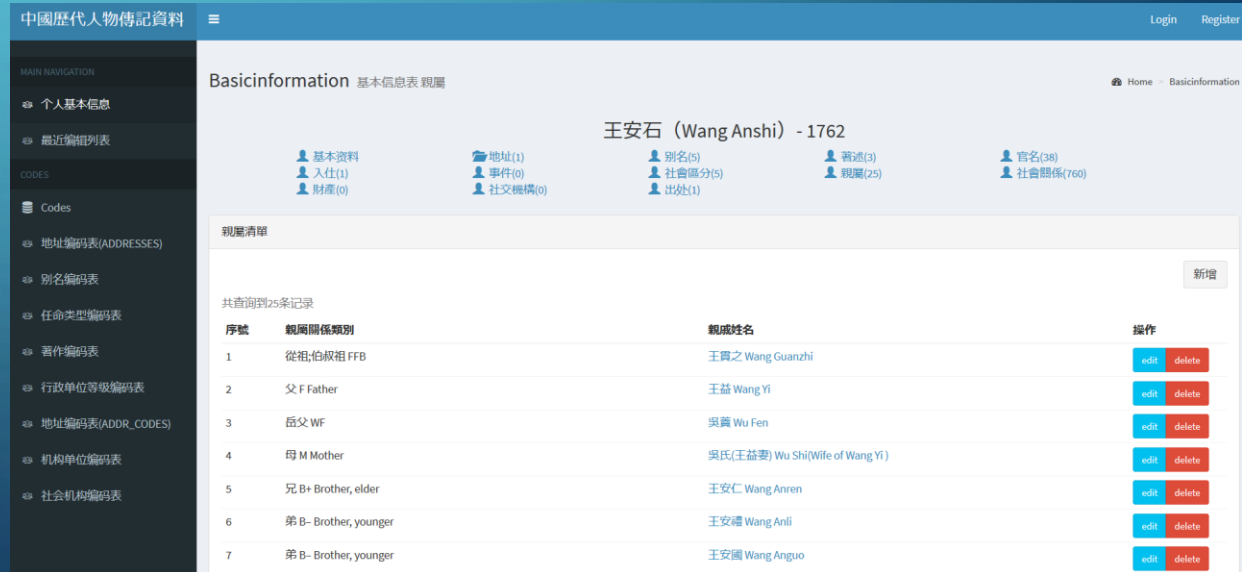 中國歷代人物傳記資料 Login Register
MAIN NAVIGATION
个人基本信息
最近编辑列表
CODES
Codes
地址编码表(ADDRESSES)
别名编码表
任命类型编码表
著作编码表
行政单位等级编码表
地址编码表(ADDR_CODES)
机构单位编码表
社会机构编码表
Basicinformation 基本信息表 親屬 Home > Basicinformation
王安石（Wang Anshi）- 1762
基本资料 地址(1) 别名(5) 著述(3) 官名(38)
入仕(1) 事件(0) 社會區分(5) 親屬(25) 社會關係(760)
財產(0) 社交機構(0) 出处(1)
親屬清單
新增
共查询到25条记录
序號 親屬關係類別 親戚姓名 操作
1 從祖;伯叔祖 FFB 王貫之 Wang Guanzhi edit delete
2 父 F Father 王益 Wang Yi edit delete
3 岳父 WF 吳蕡 Wu Fen edit delete
4 母 M Mother 吳氏(王益妻) Wu Shi(Wife of Wang Yi ) edit delete
5 兄 B+ Brother, elder 王安仁 Wang Anren edit delete
6 弟 B– Brother, younger 王安禮 Wang Anli edit delete
7 弟 B– Brother, younger 王安國 Wang Anguo edit delete